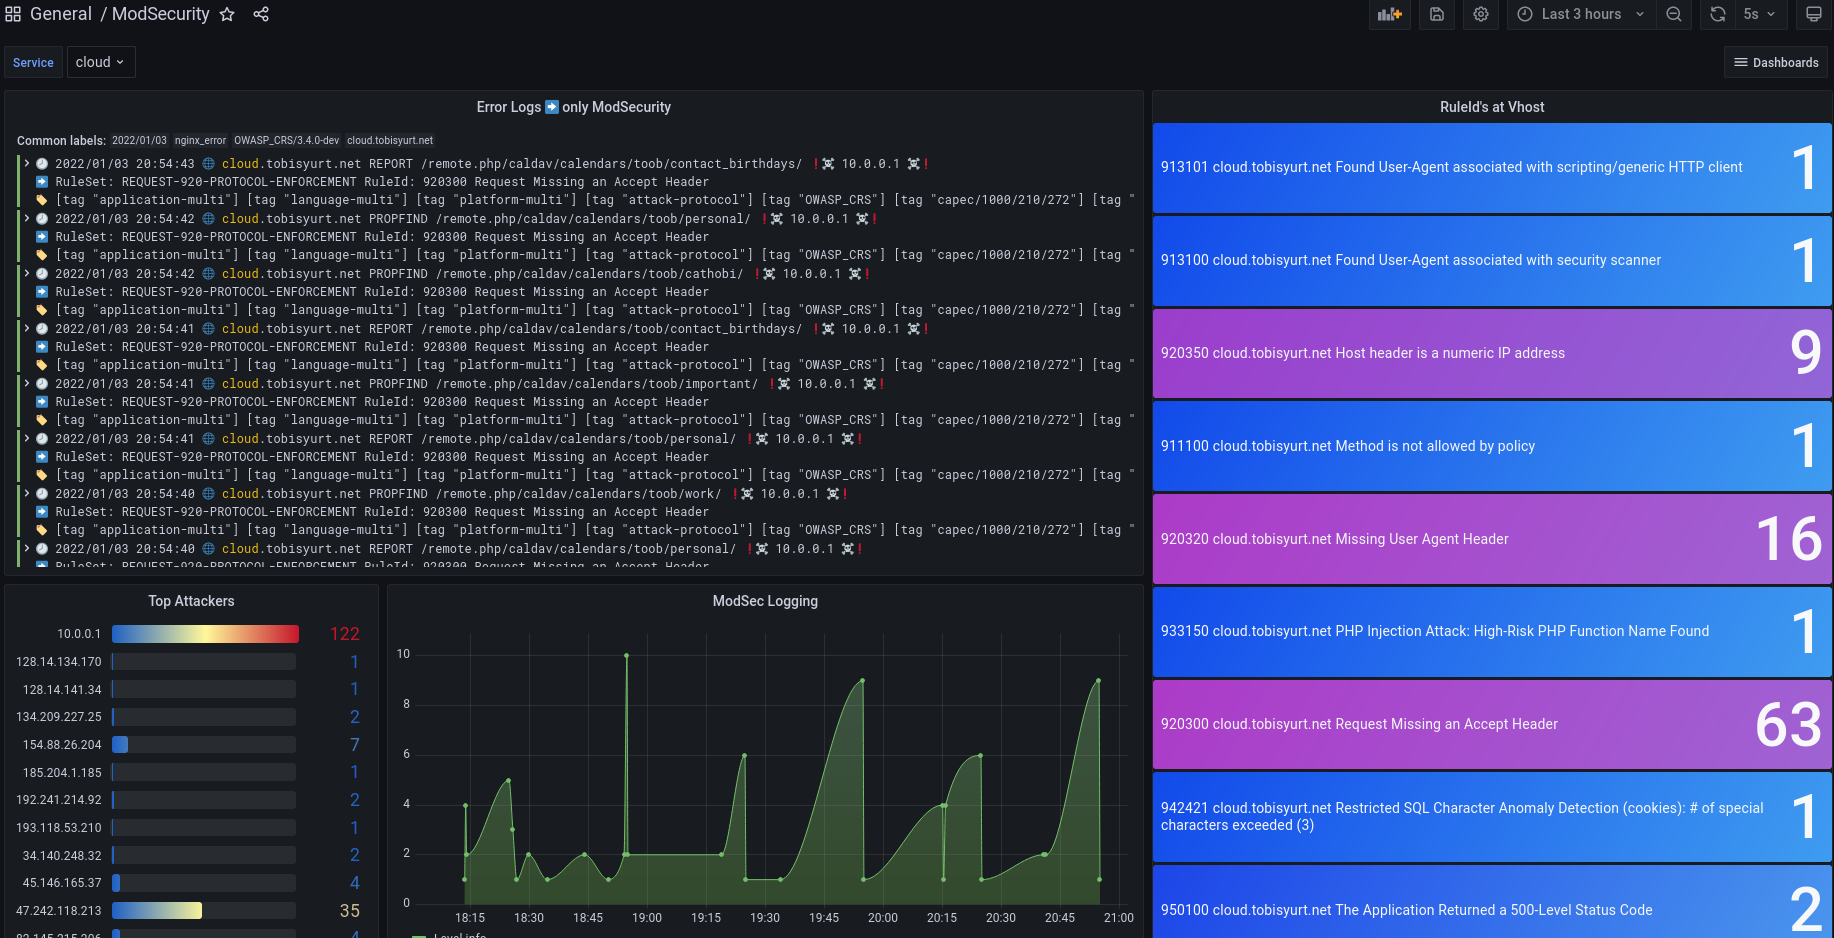 General / ModSecurity
Last 3 hours
5s
Service
cloud
Dashboards
Error Logs ➡ only ModSecurity
Common labels: 2022/01/03 nginx_error OWASP_CRS/3.4.0-dev cloud.tobisyurt.net
2022/01/03 20:54:43 🌐 cloud.tobisyurt.net REPORT /remote.php/caldav/calendars/toob/contact_birthdays/ ❗☠ 10.0.0.1 ☠❗
➡ RuleSet: REQUEST-920-PROTOCOL-ENFORCEMENT RuleId: 920300 Request Missing an Accept Header
[tag "application-multi"] [tag "language-multi"] [tag "platform-multi"] [tag "attack-protocol"] [tag "OWASP_CRS"] [tag "capec/1000/210/272"] [tag "
2022/01/03 20:54:42 🌐 cloud.tobisyurt.net PROPFIND /remote.php/caldav/calendars/toob/personal/ ❗☠ 10.0.0.1 ☠❗
➡ RuleSet: REQUEST-920-PROTOCOL-ENFORCEMENT RuleId: 920300 Request Missing an Accept Header
[tag "application-multi"] [tag "language-multi"] [tag "platform-multi"] [tag "attack-protocol"] [tag "OWASP_CRS"] [tag "capec/1000/210/272"] [tag "
2022/01/03 20:54:42 🌐 cloud.tobisyurt.net PROPFIND /remote.php/caldav/calendars/toob/cathobi/ ❗☠ 10.0.0.1 ☠❗
➡ RuleSet: REQUEST-920-PROTOCOL-ENFORCEMENT RuleId: 920300 Request Missing an Accept Header
[tag "application-multi"] [tag "language-multi"] [tag "platform-multi"] [tag "attack-protocol"] [tag "OWASP_CRS"] [tag "capec/1000/210/272"] [tag "
2022/01/03 20:54:41 🌐 cloud.tobisyurt.net REPORT /remote.php/caldav/calendars/toob/contact_birthdays/ ❗☠ 10.0.0.1 ☠❗
➡ RuleSet: REQUEST-920-PROTOCOL-ENFORCEMENT RuleId: 920300 Request Missing an Accept Header
[tag "application-multi"] [tag "language-multi"] [tag "platform-multi"] [tag "attack-protocol"] [tag "OWASP_CRS"] [tag "capec/1000/210/272"] [tag "
2022/01/03 20:54:41 🌐 cloud.tobisyurt.net PROPFIND /remote.php/caldav/calendars/toob/important/ ❗☠ 10.0.0.1 ☠❗
➡ RuleSet: REQUEST-920-PROTOCOL-ENFORCEMENT RuleId: 920300 Request Missing an Accept Header
[tag "application-multi"] [tag "language-multi"] [tag "platform-multi"] [tag "attack-protocol"] [tag "OWASP_CRS"] [tag "capec/1000/210/272"] [tag "
2022/01/03 20:54:41 🌐 cloud.tobisyurt.net REPORT /remote.php/caldav/calendars/toob/personal/ ❗☠ 10.0.0.1 ☠❗
➡ RuleSet: REQUEST-920-PROTOCOL-ENFORCEMENT RuleId: 920300 Request Missing an Accept Header
[tag "application-multi"] [tag "language-multi"] [tag "platform-multi"] [tag "attack-protocol"] [tag "OWASP_CRS"] [tag "capec/1000/210/272"] [tag "
2022/01/03 20:54:40 🌐 cloud.tobisyurt.net PROPFIND /remote.php/caldav/calendars/toob/work/ ❗☠ 10.0.0.1 ☠❗
➡ RuleSet: REQUEST-920-PROTOCOL-ENFORCEMENT RuleId: 920300 Request Missing an Accept Header
[tag "application-multi"] [tag "language-multi"] [tag "platform-multi"] [tag "attack-protocol"] [tag "OWASP_CRS"] [tag "capec/1000/210/272"] [tag "
2022/01/03 20:54:40 🌐 cloud.tobisyurt.net REPORT /remote.php/caldav/calendars/toob/personal/ ❗☠ 10.0.0.1 ☠❗
➡ RuleSet: REQUEST-920-PROTOCOL-ENFORCEMENT RuleId: 920300 Request Missing an Accept Header
RuleId's at Vhost
913101 cloud.tobisyurt.net Found User-Agent associated with scripting/generic HTTP client 1
913100 cloud.tobisyurt.net Found User-Agent associated with security scanner 1
920350 cloud.tobisyurt.net Host header is a numeric IP address 9
911100 cloud.tobisyurt.net Method is not allowed by policy 1
920320 cloud.tobisyurt.net Missing User Agent Header 16
933150 cloud.tobisyurt.net PHP Injection Attack: High-Risk PHP Function Name Found 1
920300 cloud.tobisyurt.net Request Missing an Accept Header 63
942421 cloud.tobisyurt.net Restricted SQL Character Anomaly Detection (cookies): # of special
characters exceeded (3) 1
950100 cloud.tobisyurt.net The Application Returned a 500-Level Status Code 2
Top Attackers
10.0.0.1 122
128.14.134.170 1
128.14.141.34 1
134.209.227.25 2
154.88.26.204 7
185.204.1.185 1
192.241.214.92 2
193.118.53.210 1
34.140.248.32 2
45.146.165.37 4
47.242.118.213 35
ModSec Logging
10
8
6
4
2
0
18:15 18:30 18:45 19:00 19:15 19:30 19:45 20:00 20:15 20:30 20:45 21:00